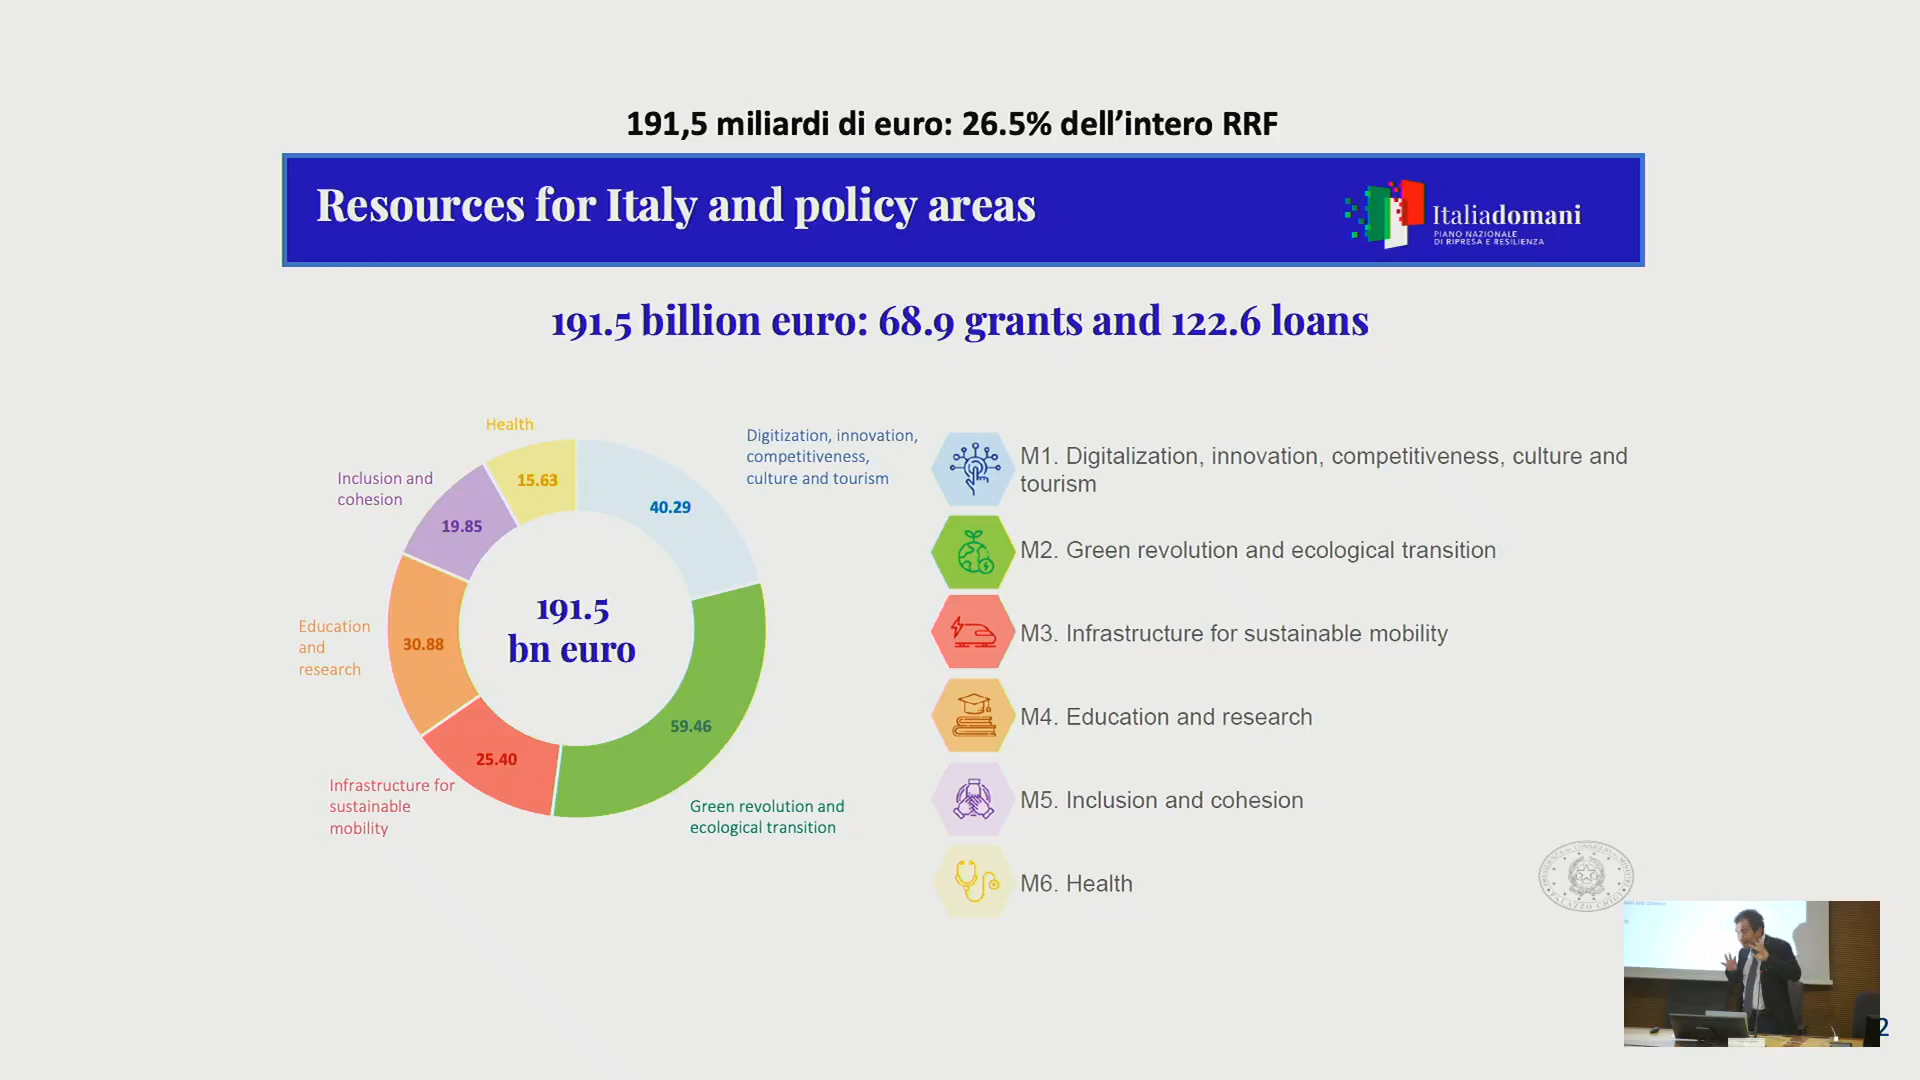 191,5 miliardi di euro: 26.5% dell’intero RRF
Resources for Italy and policy areas
Italiadomani
PIANO NAZIONALE
DI RIPRESA E RESILIENZA
191.5 billion euro: 68.9 grants and 122.6 loans
Health
15.63
Digitization, innovation,
competitiveness,
culture and tourism
40.29
Inclusion and
cohesion
19.85
191.5
bn euro
Education
and
research
30.88
59.46
25.40
Infrastructure for
sustainable
mobility
Green revolution and
ecological transition
M1. Digitalization, innovation, competitiveness, culture and
tourism
M2. Green revolution and ecological transition
M3. Infrastructure for sustainable mobility
M4. Education and research
M5. Inclusion and cohesion
M6. Health
PALAZZO CHIGI
2